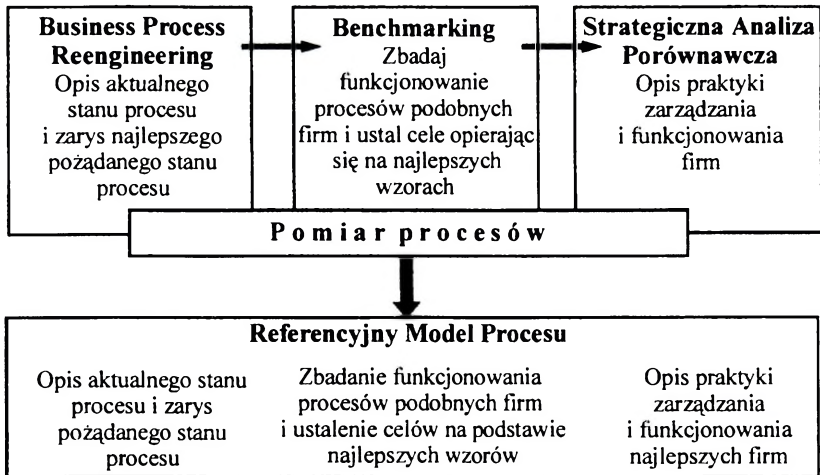 Business Process
Reengineering
Opis aktualnego
stanu procesu
i zarys najlepszego
pożądanego stanu
procesu
Benchmarking
Zbadaj
funkcjonowanie
procesów podobnych
firm i ustal cele opierając
się na najlepszych
wzorach
Strategiczna Analiza
Porównawcza
Opis praktyki
zarządzania
i funkcjonowania
firm
Pomiar procesów
Referencyjny Model Procesu
Opis aktualnego stanu
procesu i zarys
pożądanego stanu
procesu
Zbadanie funkcjonowania
procesów podobnych firm
i ustalenie celów na podstawie
najlepszych wzorów
Opis praktyki
zarządzania
i funkcjonowania
najlepszych firm